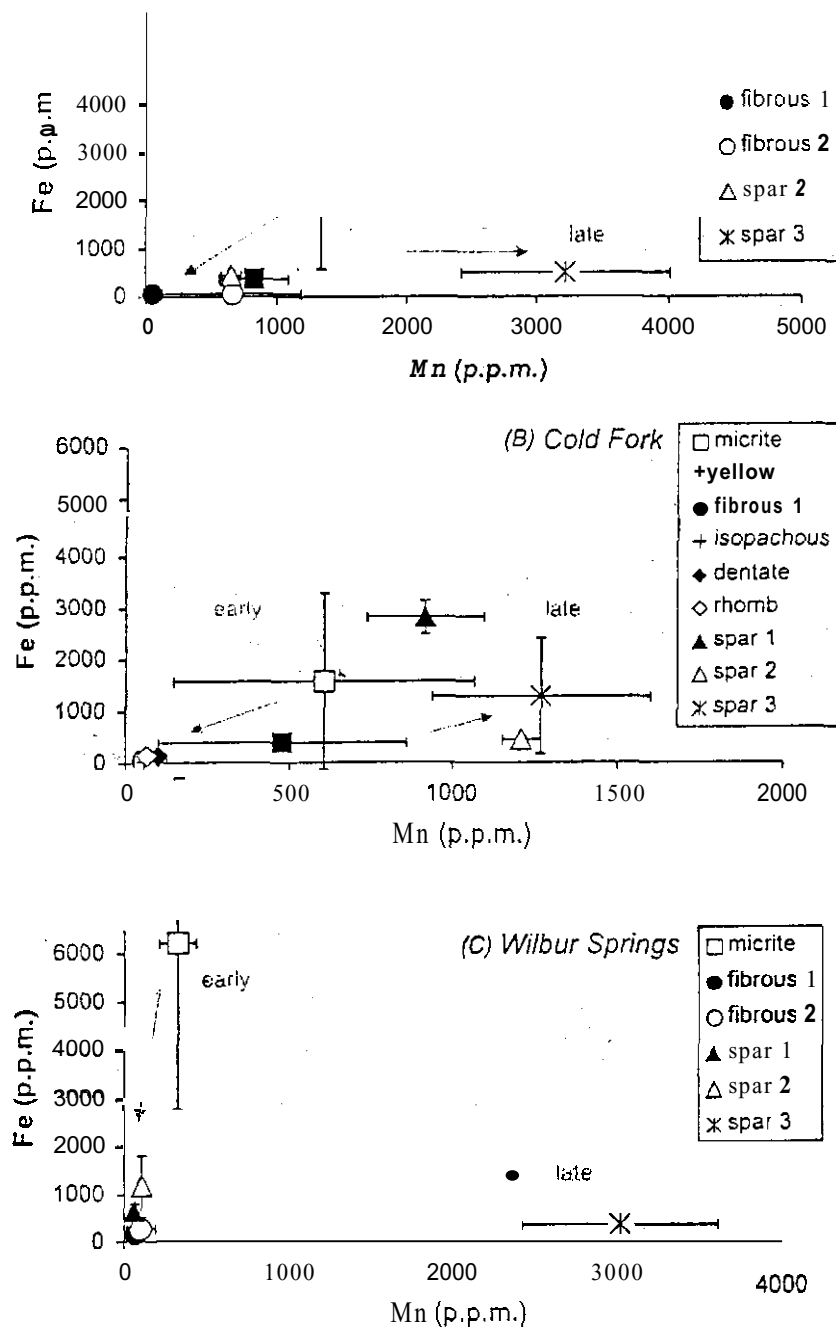 4000
3000
2000
1000
0
Fe (p.p.m
● fibrous 1
○ fibrous 2
△ spar 2
spar 3
late
0 1000 2000 3000 4000 5000
Mn (p.p.m.)
(B) Cold Fork
6000
5000
4000
3000
2000
1000
0
Fe (p.p.m.)
early
late
□ micrite
+yellow
● fibrous 1
+ isopachous
◆ dentate
◇ rhomb
▲ spar 1
△ spar 2
spar 3
0 500 1000 1500 2000
Mn (p.p.m.)
(C) Wilbur Springs
6000
5000
4000
3000
2000
1000
0
Fe (p.p.m.)
early
late
□ micrite
● fibrous 1
○ fibrous 2
▲ spar 1
△ spar 2
spar 3
0 1000 2000 3000 4000
Mn (p.p.m.)